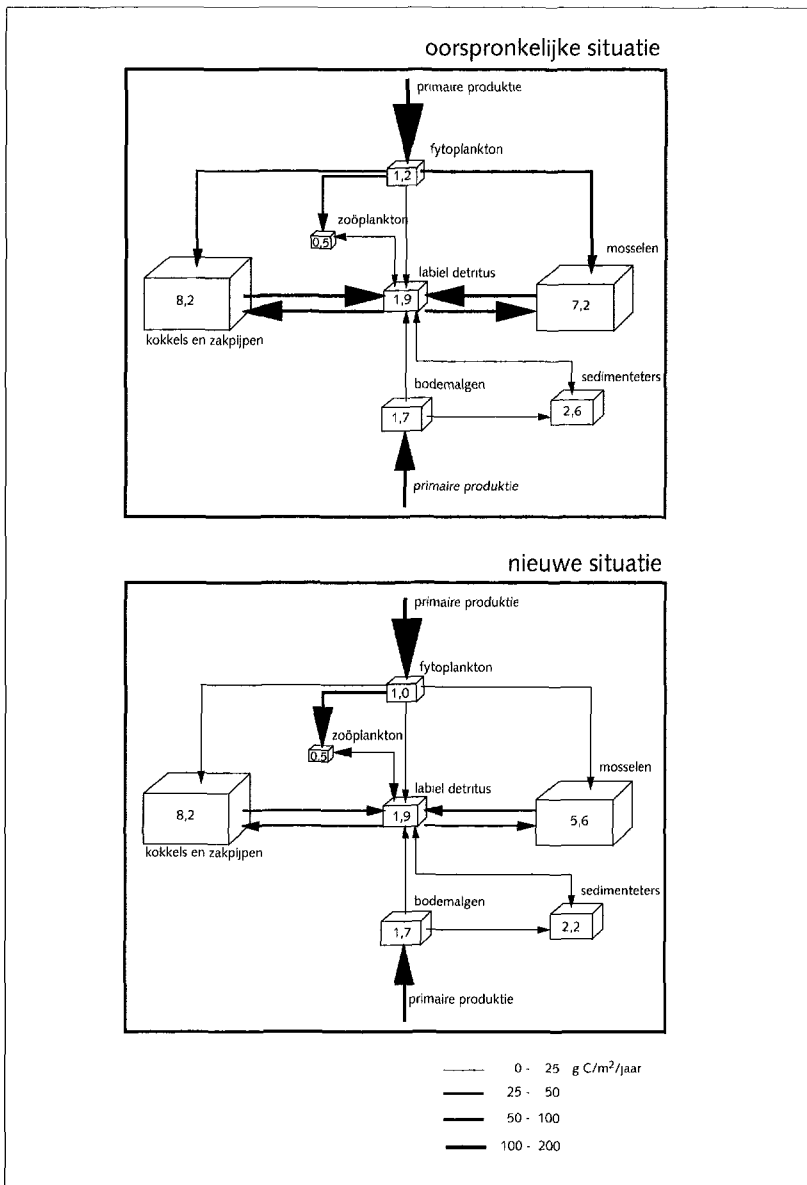 oorspronkelijke situatie
primaire produktie
fytoplankton
1,2
zoöplankton
0,5
mosselen
labiel detritus
8,2
1,9
7,2
kokkels en zakpijpen
bodemalgen
sedimenteters
1,7
2,6
primaire produktie
nieuwe situatie
primaire produktie
fytoplankton
1,0
zoöplankton
0,5
mosselen
labiel detritus
8,2
1,9
5,6
kokkels en zakpijpen
bodemalgen
sedimenteters
1,7
2,2
primaire produktie
0 - 25 g C/m²/jaar
25 - 50
50 - 100
100 - 200